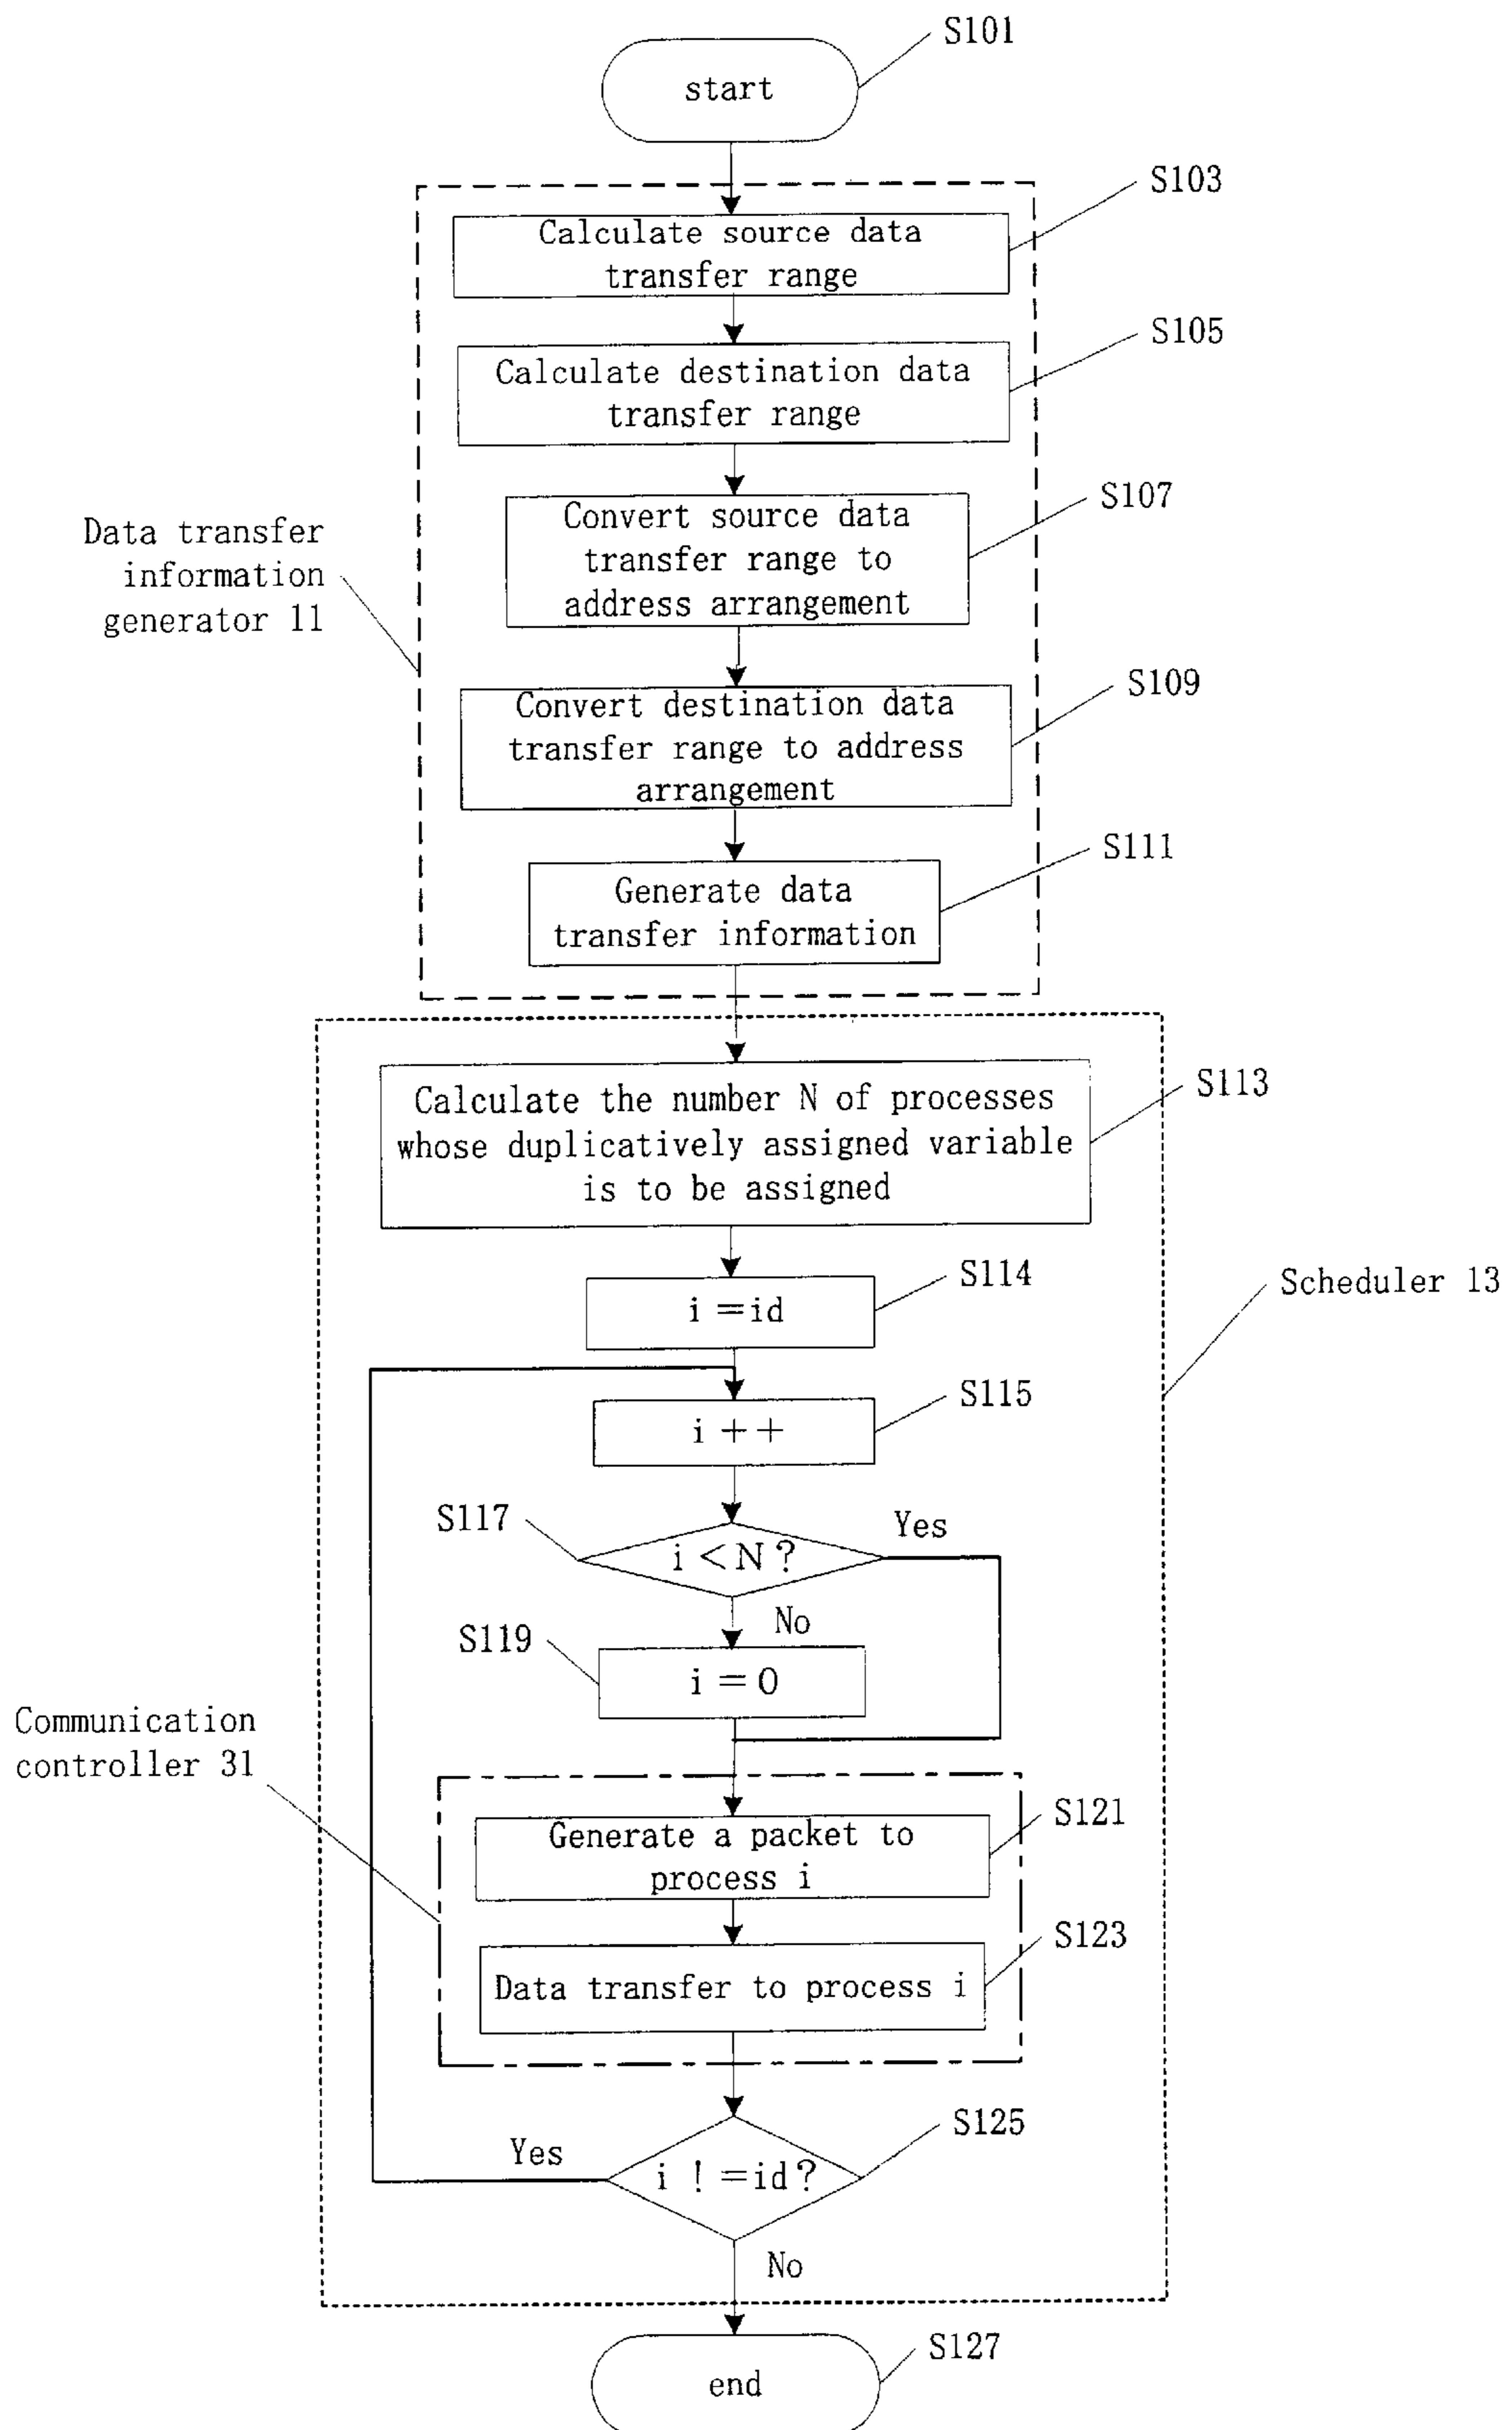 S101
start
S103
Calculate source data
transfer range
S105
Calculate destination data
transfer range
S107
Convert source data
transfer range to
address arrangement
Data transfer
information
generator 11
S109
Convert destination data
transfer range to address
arrangement
S111
Generate data
transfer information
S113
Calculate the number N of processes
whose duplicatively assigned variable
is to be assigned
S114
i =id
Scheduler 13
S115
i ++
S117
Yes
i <N?
No
S119
i =0
Communication
controller 31
S121
Generate a packet to
process i
S123
Data transfer to process i
S125
Yes
i ! =id?
No
S127
end